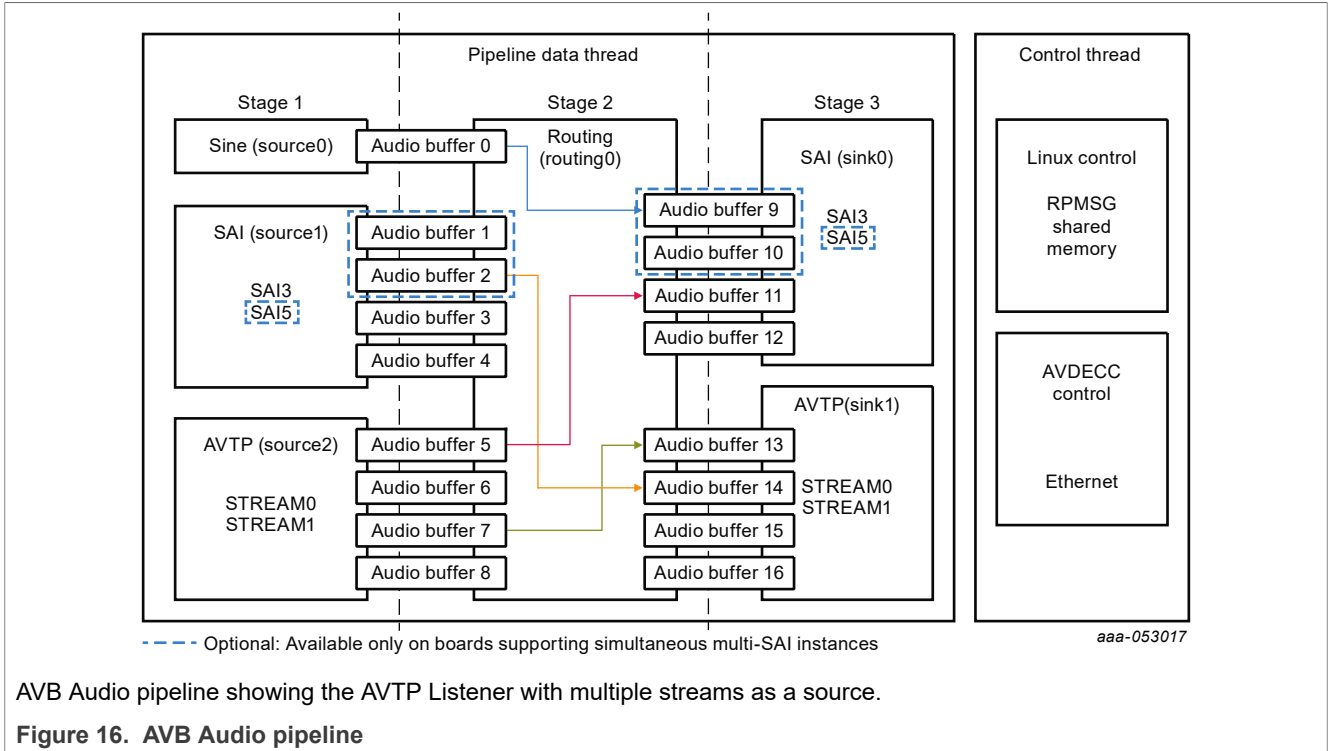 Pipeline data thread
Control thread
Stage 1
Stage 2
Stage 3
Sine (source0)
Audio buffer 0
Routing
(routing0)
SAI (sink0)
SAI3
SAI5
SAI (source1)
SAI3
SAI5
Audio buffer 1
Audio buffer 2
Audio buffer 3
Audio buffer 4
Audio buffer 9
Audio buffer 10
Audio buffer 11
Audio buffer 12
AVTP (source2)
STREAM0
STREAM1
Audio buffer 5
Audio buffer 6
Audio buffer 7
Audio buffer 8
Audio buffer 13
Audio buffer 14
Audio buffer 15
Audio buffer 16
AVTP(sink1)
STREAM0
STREAM1
Linux control
RPMSG
shared
memory
AVDECC
control
Ethernet
Optional: Available only on boards supporting simultaneous multi-SAI instances
aaa-053017
AVB Audio pipeline showing the AVTP Listener with multiple streams as a source.
Figure 16. AVB Audio pipeline